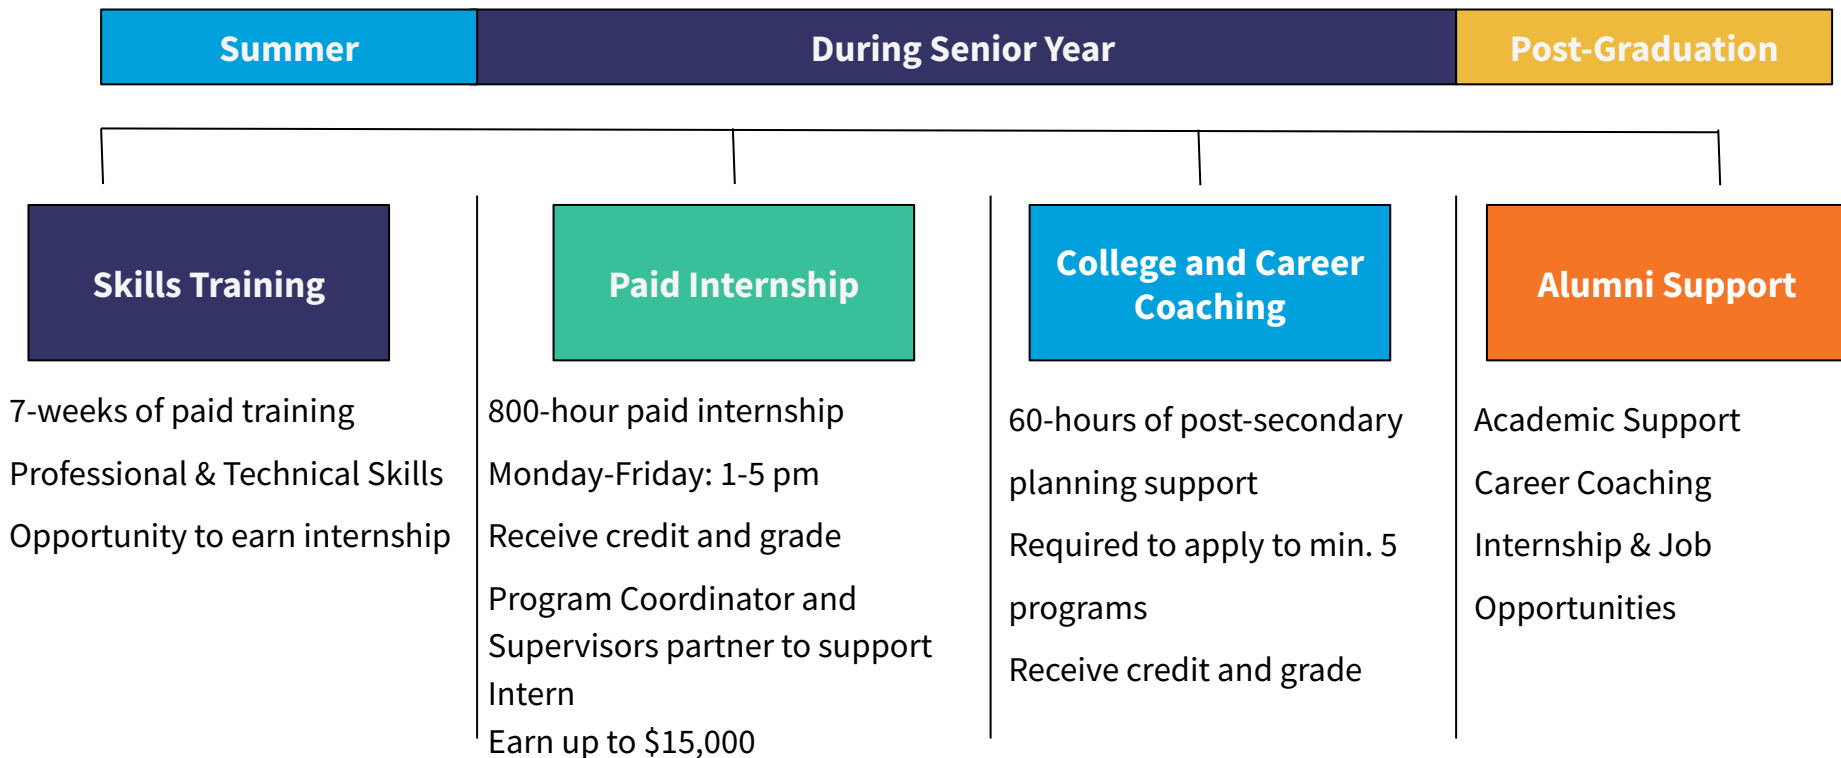 Summer
During Senior Year
Post-Graduation
Skills Training
7-weeks of paid training
Professional & Technical Skills
Opportunity to earn internship
Paid Internship
800-hour paid internship
Monday-Friday: 1-5 pm
Receive credit and grade
Program Coordinator and
Supervisors partner to support
Intern
Earn up to $15,000
College and Career
Coaching
60-hours of post-secondary
planning support
Required to apply to min. 5
programs
Receive credit and grade
Alumni Support
Academic Support
Career Coaching
Internship & Job
Opportunities